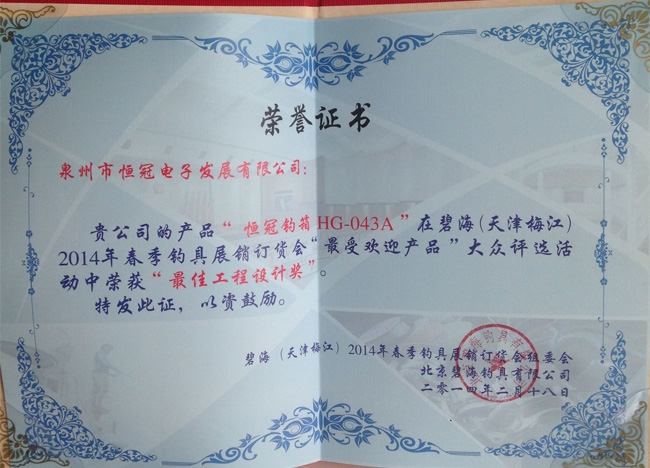 荣誉证书
泉州市恒冠电子发展有限公司:
贵公司的产品“恒冠钓箱HG-043A”在碧海(天津梅江)
2014年春季钓具展销订货会“最受欢迎产品”大众评选活
动中荣获“最佳工程设计奖”。
特发此证，以资鼓励。
碧海(天津梅江)2014年春季钓具展销订货会组委会
北京碧海钓具有限公司
二零一四年二月十八日